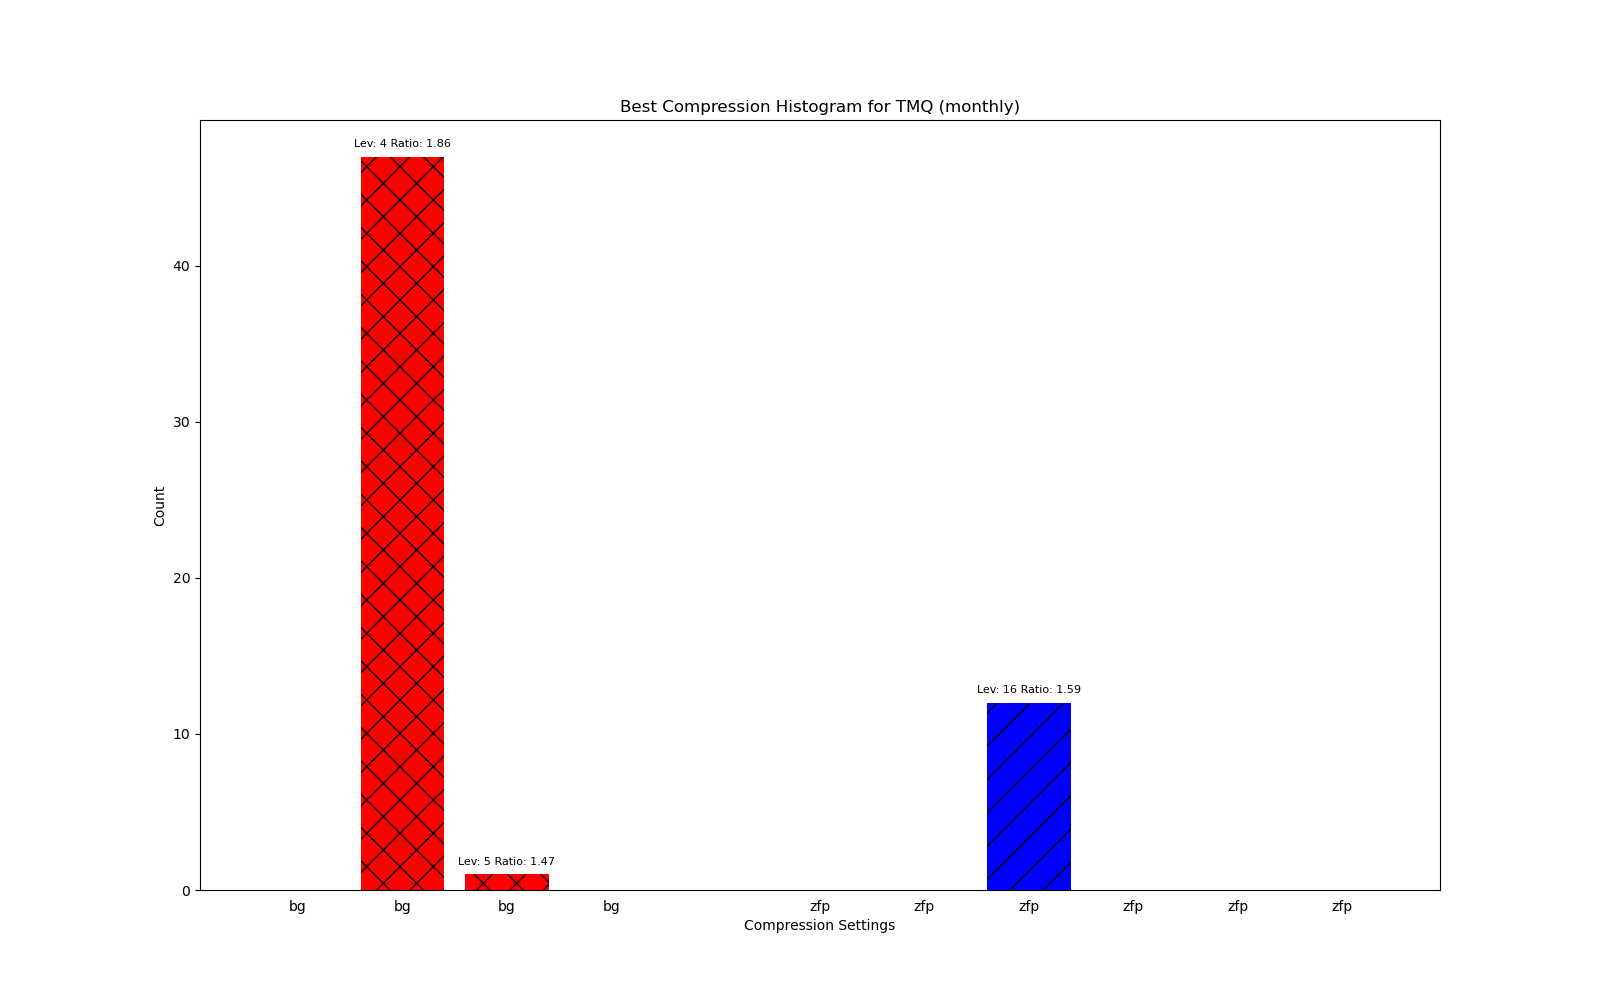 Best Compression Histogram for TMQ (monthly)
Lev: 4 Ratio: 1.86
40
30
Count
20
Lev: 16 Ratio: 1.59
10
Lev: 5 Ratio: 1.47
0
bg zfp bg bg zfp zfp zfp zfp zfp zfp
Compression Settings